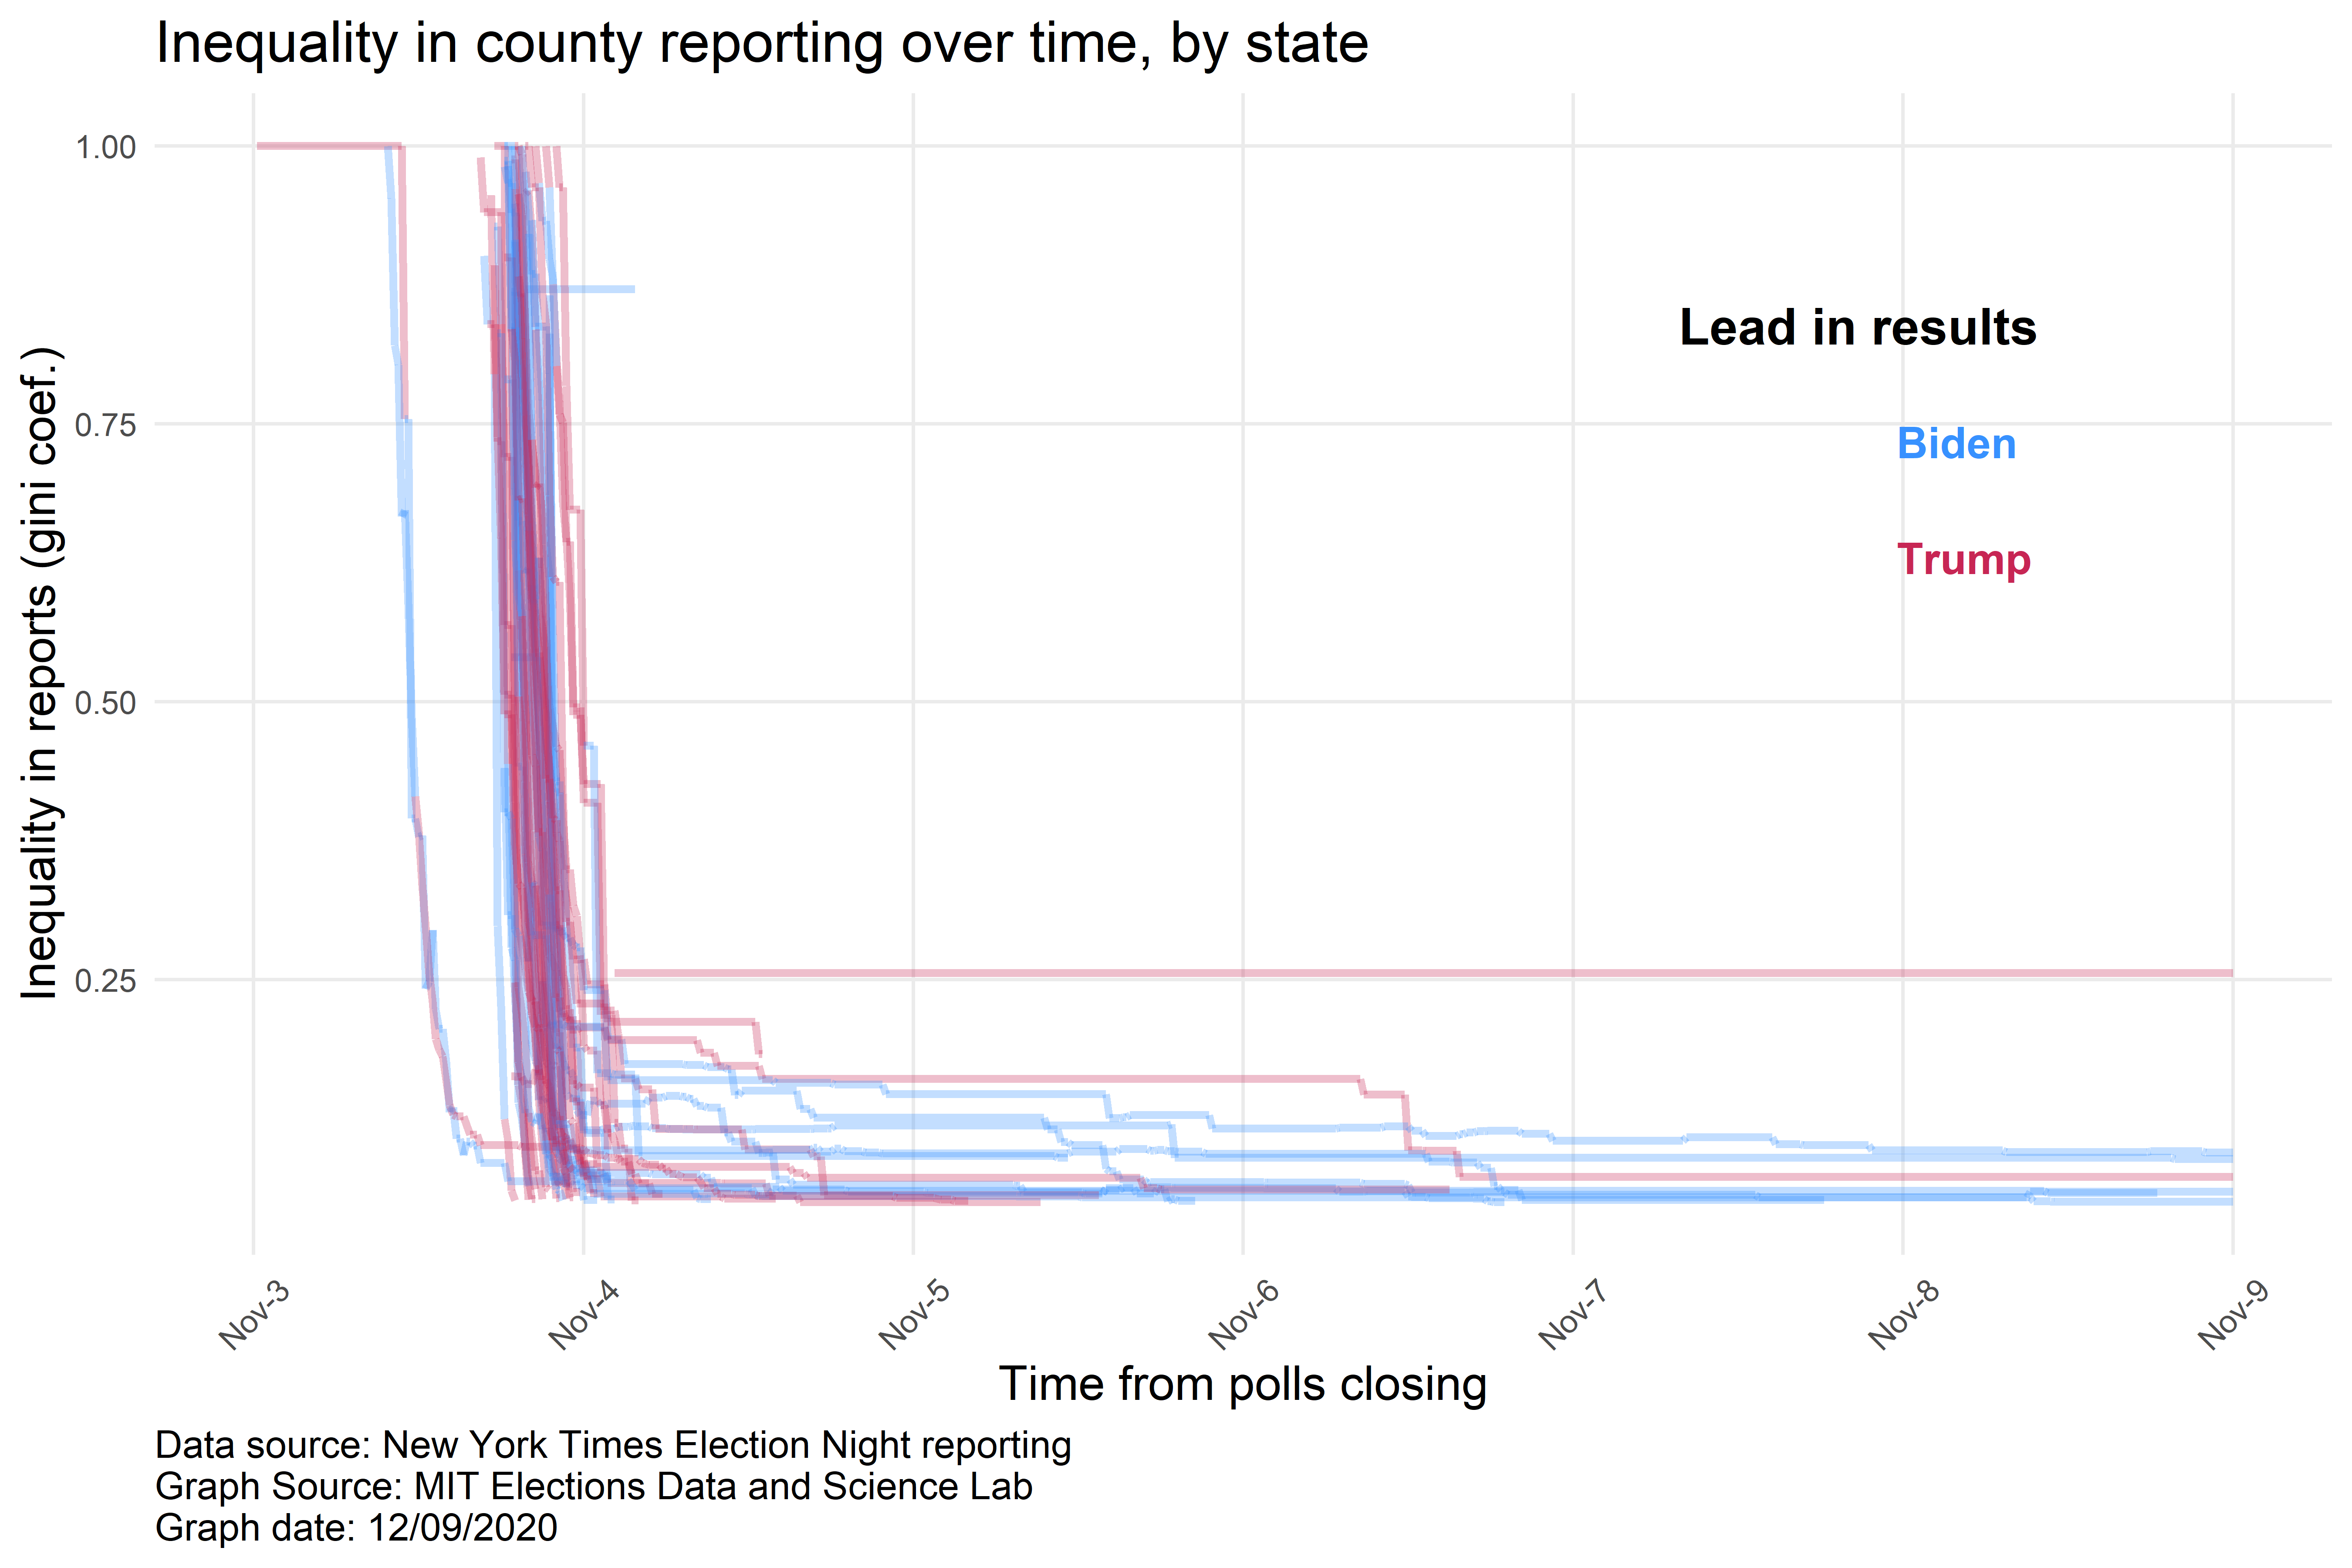 Inequality in county reporting over time, by state
Inequality in reports (gini coef.)
1.00
0.75
0.50
0.25
Lead in results
Biden
Trump
Nov-3
Nov-4
Nov-5
Nov-6
Nov-7
Nov-8
Nov-9
Time from polls closing
Data source: New York Times Election Night reporting
Graph Source: MIT Elections Data and Science Lab
Graph date: 12/09/2020